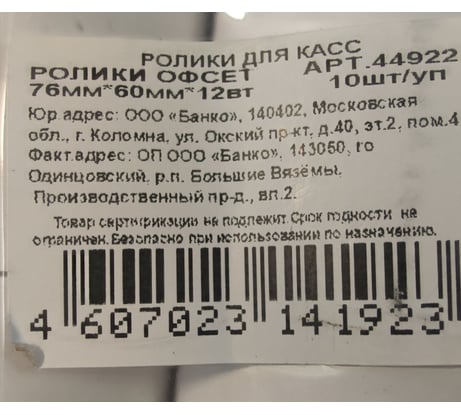 РОЛИКИ ДЛЯ КАСС
РОЛИКИ ОФСЕТ АРТ.44922
76мм*60мм*12вт 10шт/уп
Юр.адрес: ООО «Банко», 140402, Московская
обл., г. Коломна, ул. Окский пр-кт, д.40, эт.2, пом.4
Факт.адрес: ОП ООО «Банко», 143050, го
Одинцовский, р.п. Большие Вязёмы,
Производственный пр-д., вл.2.
Товар сертификации не подлежит. Срок годности не
ограничен. Безопасно при использовании по назначению.
4 607023 141923